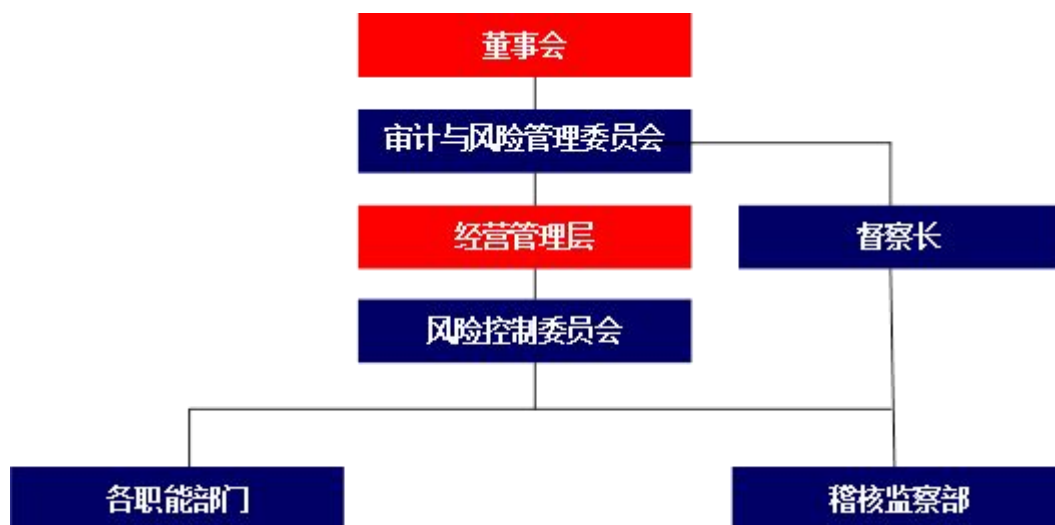 董事会
审计与风险管理委员会
经营管理层
督察长
风险控制委员会
各职能部门
稽核监察部